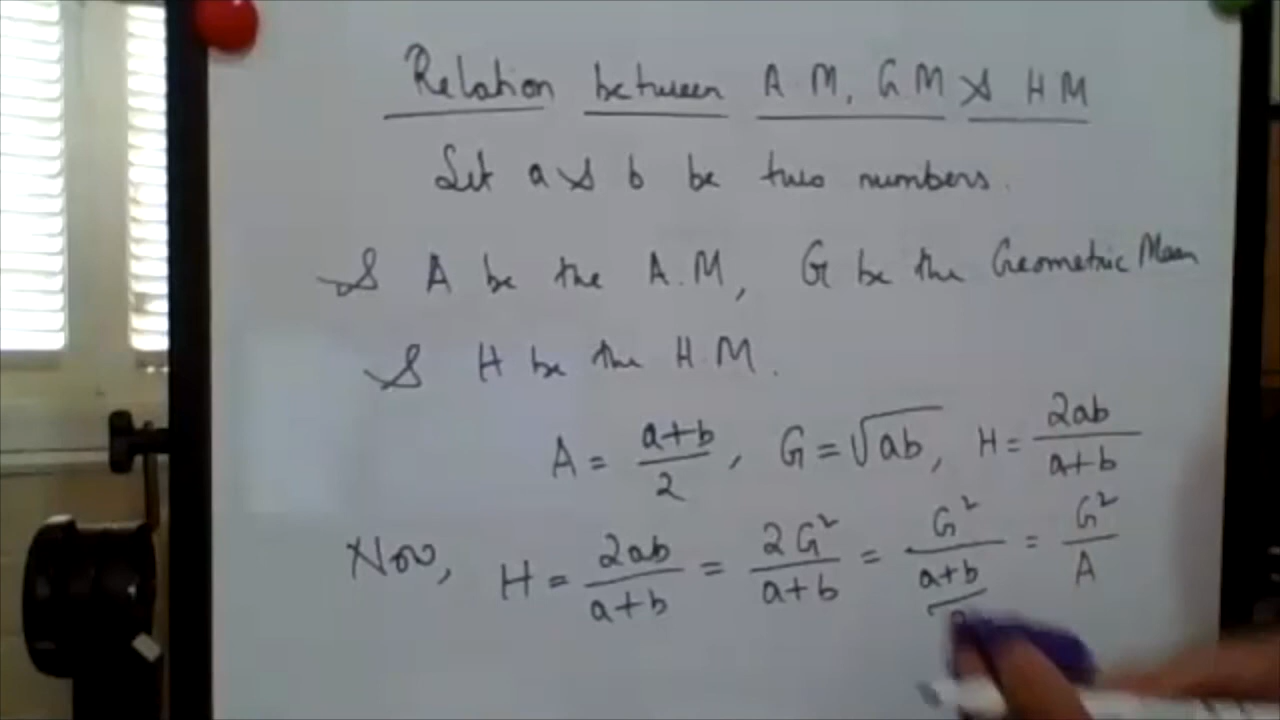 Relation between A M, G M & H M
Let a & b be two numbers.
& A be the A.M, G be the Geometric Mean
& H be the H.M.
A = a+b/2, G = √ab, H = 2ab/a+b
Now, H = 2ab/a+b = 2G²/a+b = G²/(a+b/2) = G²/A